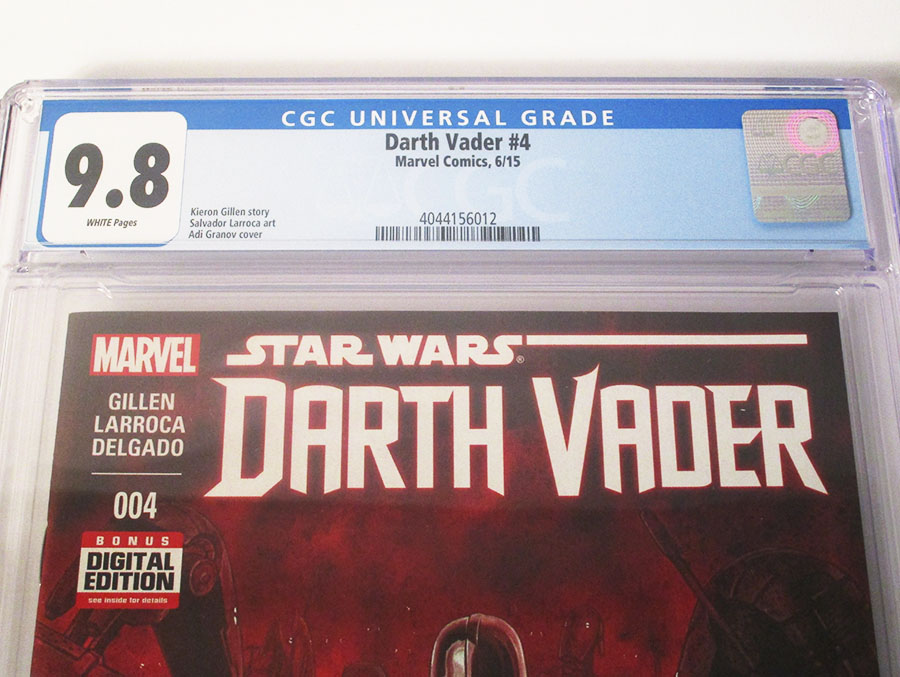 CGC UNIVERSAL GRADE
9.8
WHITE Pages
Darth Vader #4
Marvel Comics, 6/15
Kieron Gillen story
Salvador Larroca art
Adi Granov cover
4044156012
CGC
CGC
MARVEL
STAR WARS®
DARTH VADER
GILLEN
LARROCA
DELGADO
004
BONUS
DIGITAL
EDITION
see inside for details